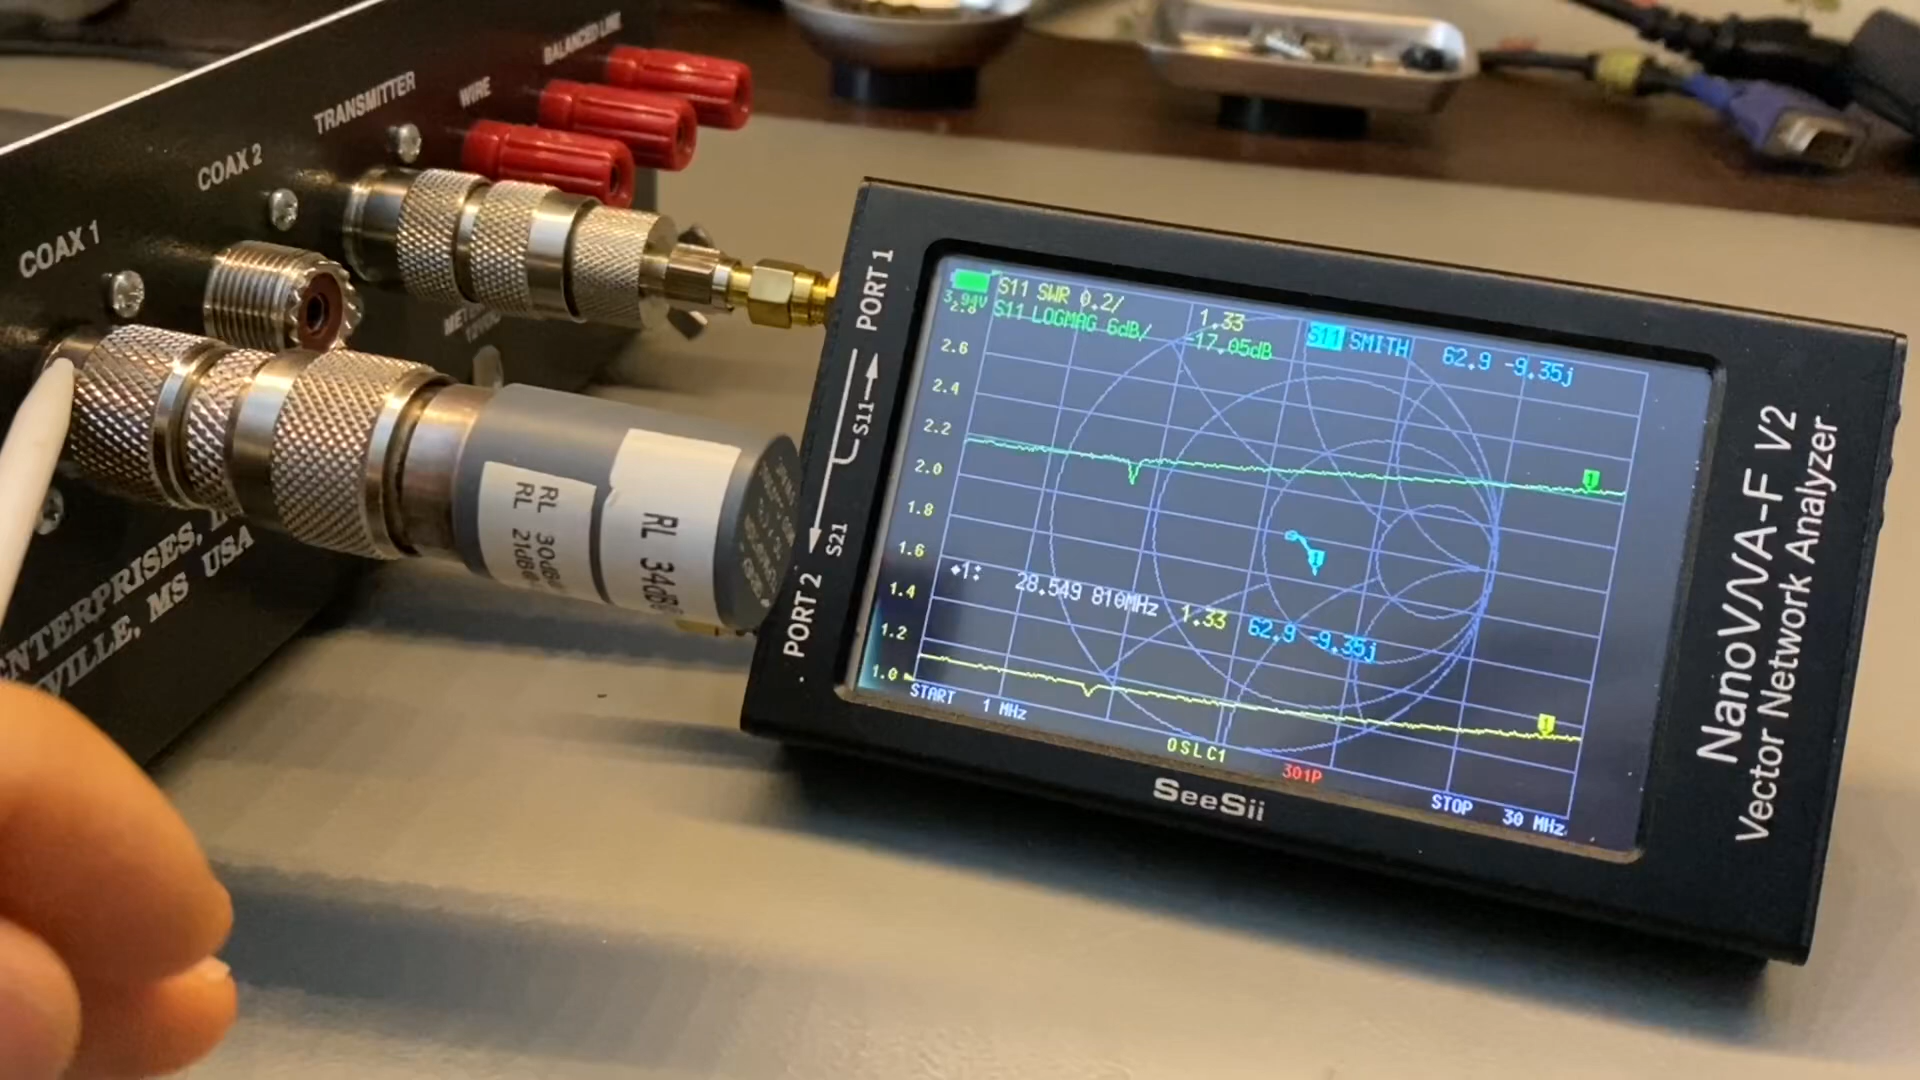 BALANCED LINE
WIRE
TRANSMITTER
COAX 2
COAX 1
ENTERPRISES,
VILLE, MS USA
RL 30dB
RL 21dB
RL 34dB
PORT 1
S11
S21
PORT 2
3.94V
S11 SWR 0.2/ 1.33
S11 LOGMAG 6dB/ -17.05dB
S11 SMITH 62.9 -9.35j
2.8
2.6
2.4
2.2
2.0
1.8
1.6
1.4
1.2
1.0
1: 28.549 810MHz 1.33 62.9 -9.35j
START 1 MHz
OSLC1
301P
STOP 30 MHz
SeeSii
NanoVNA-F V2
Vector Network Analyzer